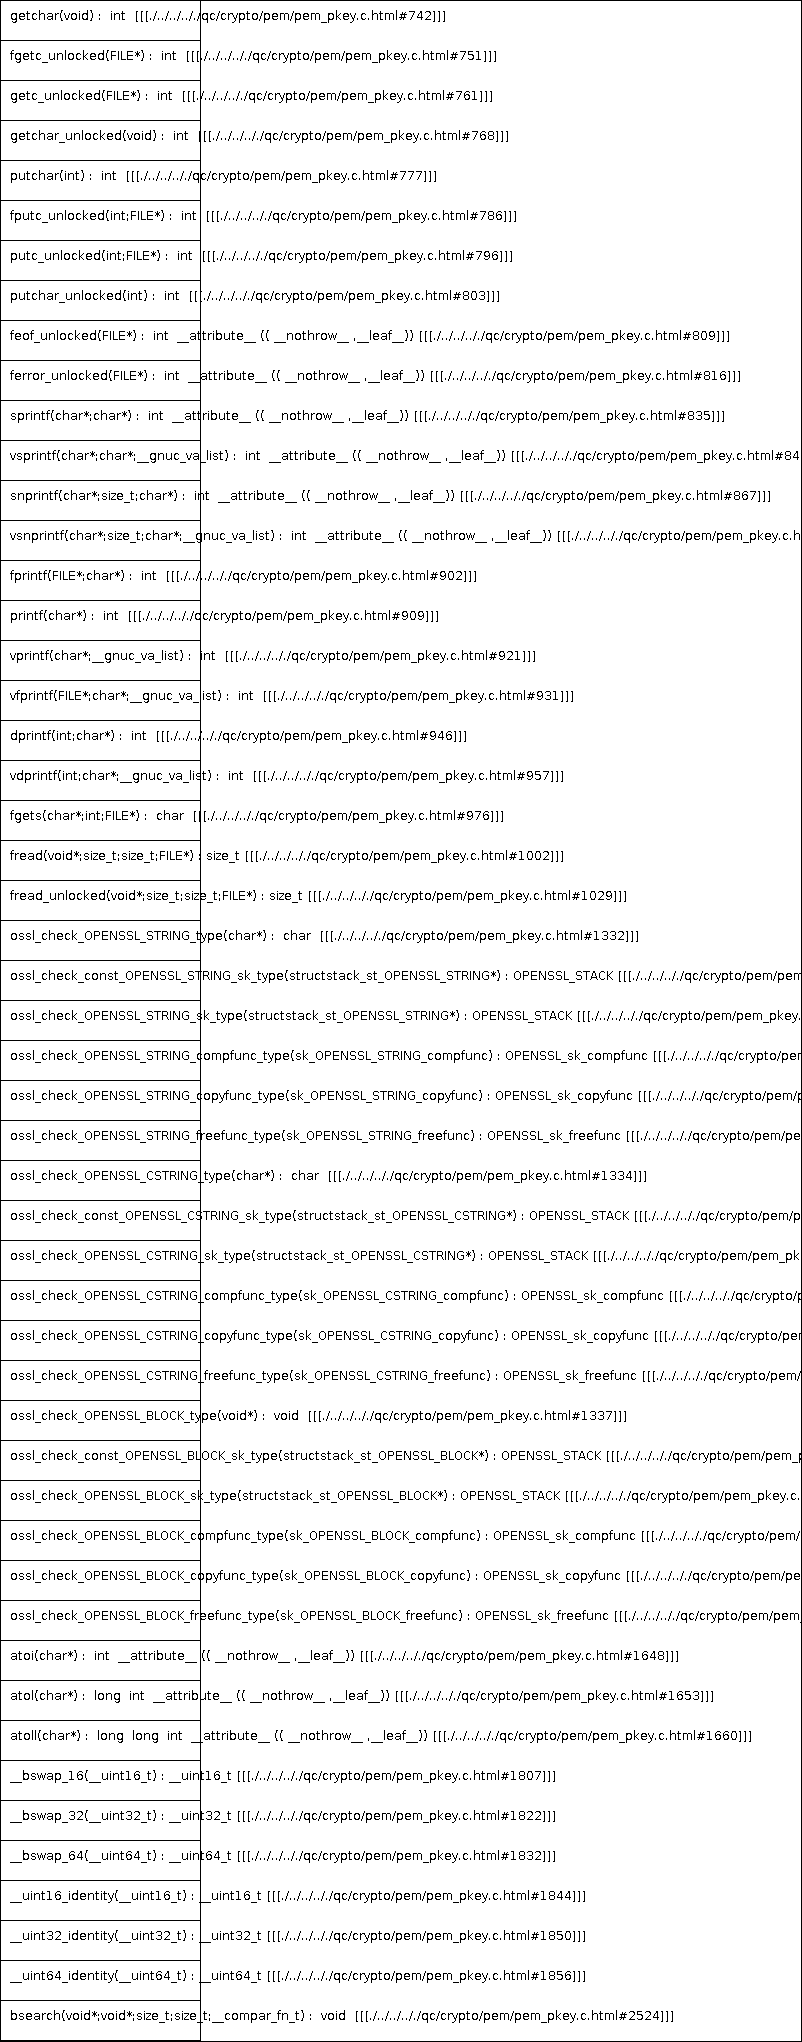 getchar(void) :  int  [[[./../../././qc/crypto/pem/pem_pkey.c.html#742]]]
fgetc_unlocked(FILE*) :  int  [[[./../../././qc/crypto/pem/pem_pkey.c.html#751]]]
getc_unlocked(FILE*) :  int  [[[./../../././qc/crypto/pem/pem_pkey.c.html#761]]]
getchar_unlocked(void) :  int  [[[./../../././qc/crypto/pem/pem_pkey.c.html#768]]]
putchar(int) :  int  [[[./../../././qc/crypto/pem/pem_pkey.c.html#777]]]
fputc_unlocked(int;FILE*) :  int  [[[./../../././qc/crypto/pem/pem_pkey.c.html#786]]]
putc_unlocked(int;FILE*) :  int  [[[./../../././qc/crypto/pem/pem_pkey.c.html#796]]]
putchar_unlocked(int) :  int  [[[./../../././qc/crypto/pem/pem_pkey.c.html#803]]]
feof_unlocked(FILE*) :  int  __attribute__ (( __nothrow__ ,__leaf__)) [[[./../../././qc/crypto/pem/pem_pkey.c.html#809]]]
ferror_unlocked(FILE*) :  int  __attribute__ (( __nothrow__ ,__leaf__)) [[[./../../././qc/crypto/pem/pem_pkey.c.html#816]]]
sprintf(char*;char*) :  int  __attribute__ (( __nothrow__ ,__leaf__)) [[[./../../././qc/crypto/pem/pem_pkey.c.html#835]]]
vsprintf(char*;char*;__gnuc_va_list) :  int  __attribute__ (( __nothrow__ ,__leaf__)) [[[./../../././qc/crypto/pem/pem_pkey.c.html#84
snprintf(char*;size_t;char*) :  int  __attribute__ (( __nothrow__ ,__leaf__)) [[[./../../././qc/crypto/pem/pem_pkey.c.html#867]]]
vsnprintf(char*;size_t;char*;__gnuc_va_list) :  int  __attribute__ (( __nothrow__ ,__leaf__)) [[[./../../././qc/crypto/pem/pem_pkey.c.h
fprintf(FILE*;char*) :  int  [[[./../../././qc/crypto/pem/pem_pkey.c.html#902]]]
printf(char*) :  int  [[[./../../././qc/crypto/pem/pem_pkey.c.html#909]]]
vprintf(char*;__gnuc_va_list) :  int  [[[./../../././qc/crypto/pem/pem_pkey.c.html#921]]]
vfprintf(FILE*;char*;__gnuc_va_list) :  int  [[[./../../././qc/crypto/pem/pem_pkey.c.html#931]]]
dprintf(int;char*) :  int  [[[./../../././qc/crypto/pem/pem_pkey.c.html#946]]]
vdprintf(int;char*;__gnuc_va_list) :  int  [[[./../../././qc/crypto/pem/pem_pkey.c.html#957]]]
fgets(char*;int;FILE*) :  char  [[[./../../././qc/crypto/pem/pem_pkey.c.html#976]]]
fread(void*;size_t;size_t;FILE*) : size_t [[[./../../././qc/crypto/pem/pem_pkey.c.html#1002]]]
fread_unlocked(void*;size_t;size_t;FILE*) : size_t [[[./../../././qc/crypto/pem/pem_pkey.c.html#1029]]]
ossl_check_OPENSSL_STRING_type(char*) :  char  [[[./../../././qc/crypto/pem/pem_pkey.c.html#1332]]]
ossl_check_const_OPENSSL_STRING_sk_type(structstack_st_OPENSSL_STRING*) : OPENSSL_STACK [[[./../../././qc/crypto/pem/pem
ossl_check_OPENSSL_STRING_sk_type(structstack_st_OPENSSL_STRING*) : OPENSSL_STACK [[[./../../././qc/crypto/pem/pem_pkey.
ossl_check_OPENSSL_STRING_compfunc_type(sk_OPENSSL_STRING_compfunc) : OPENSSL_sk_compfunc [[[./../../././qc/crypto/per
ossl_check_OPENSSL_STRING_copyfunc_type(sk_OPENSSL_STRING_copyfunc) : OPENSSL_sk_copyfunc [[[./../../././qc/crypto/pem/p
ossl_check_OPENSSL_STRING_freefunc_type(sk_OPENSSL_STRING_freefunc) : OPENSSL_sk_freefunc [[[./../../././qc/crypto/pem/pe
ossl_check_OPENSSL_CSTRING_type(char*) :  char  [[[./../../././qc/crypto/pem/pem_pkey.c.html#1334]]]
ossl_check_const_OPENSSL_CSTRING_sk_type(structstack_st_OPENSSL_CSTRING*) : OPENSSL_STACK [[[./../../././qc/crypto/pem/p
ossl_check_OPENSSL_CSTRING_sk_type(structstack_st_OPENSSL_CSTRING*) : OPENSSL_STACK [[[./../../././qc/crypto/pem/pem_pk
ossl_check_OPENSSL_CSTRING_compfunc_type(sk_OPENSSL_CSTRING_compfunc) : OPENSSL_sk_compfunc [[[./../../././qc/crypto/p
ossl_check_OPENSSL_CSTRING_copyfunc_type(sk_OPENSSL_CSTRING_copyfunc) : OPENSSL_sk_copyfunc [[[./../../././qc/crypto/pem
ossl_check_OPENSSL_CSTRING_freefunc_type(sk_OPENSSL_CSTRING_freefunc) : OPENSSL_sk_freefunc [[[./../../././qc/crypto/pem/
ossl_check_OPENSSL_BLOCK_type(void*) :  void  [[[./../../././qc/crypto/pem/pem_pkey.c.html#1337]]]
ossl_check_const_OPENSSL_BLOCK_sk_type(structstack_st_OPENSSL_BLOCK*) : OPENSSL_STACK [[[./../../././qc/crypto/pem/pem_p
ossl_check_OPENSSL_BLOCK_sk_type(structstack_st_OPENSSL_BLOCK*) : OPENSSL_STACK [[[./../../././qc/crypto/pem/pem_pkey.c.
ossl_check_OPENSSL_BLOCK_compfunc_type(sk_OPENSSL_BLOCK_compfunc) : OPENSSL_sk_compfunc [[[./../../././qc/crypto/pem/
ossl_check_OPENSSL_BLOCK_copyfunc_type(sk_OPENSSL_BLOCK_copyfunc) : OPENSSL_sk_copyfunc [[[./../../././qc/crypto/pem/pe
ossl_check_OPENSSL_BLOCK_freefunc_type(sk_OPENSSL_BLOCK_freefunc) : OPENSSL_sk_freefunc [[[./../../././qc/crypto/pem/pem_
atoi(char*) :  int  __attribute__ (( __nothrow__ ,__leaf__)) [[[./../../././qc/crypto/pem/pem_pkey.c.html#1648]]]
atol(char*) :  long  int  __attribute__ (( __nothrow__ ,__leaf__)) [[[./../../././qc/crypto/pem/pem_pkey.c.html#1653]]]
atoll(char*) :  long  long  int  __attribute__ (( __nothrow__ ,__leaf__)) [[[./../../././qc/crypto/pem/pem_pkey.c.html#1660]]]
__bswap_16(__uint16_t) : __uint16_t [[[./../../././qc/crypto/pem/pem_pkey.c.html#1807]]]
__bswap_32(__uint32_t) : __uint32_t [[[./../../././qc/crypto/pem/pem_pkey.c.html#1822]]]
__bswap_64(__uint64_t) : __uint64_t [[[./../../././qc/crypto/pem/pem_pkey.c.html#1832]]]
__uint16_identity(__uint16_t) : __uint16_t [[[./../../././qc/crypto/pem/pem_pkey.c.html#1844]]]
__uint32_identity(__uint32_t) : __uint32_t [[[./../../././qc/crypto/pem/pem_pkey.c.html#1850]]]
__uint64_identity(__uint64_t) : __uint64_t [[[./../../././qc/crypto/pem/pem_pkey.c.html#1856]]]
bsearch(void*;void*;size_t;size_t;__compar_fn_t) :  void  [[[./../../././qc/crypto/pem/pem_pkey.c.html#2524]]]